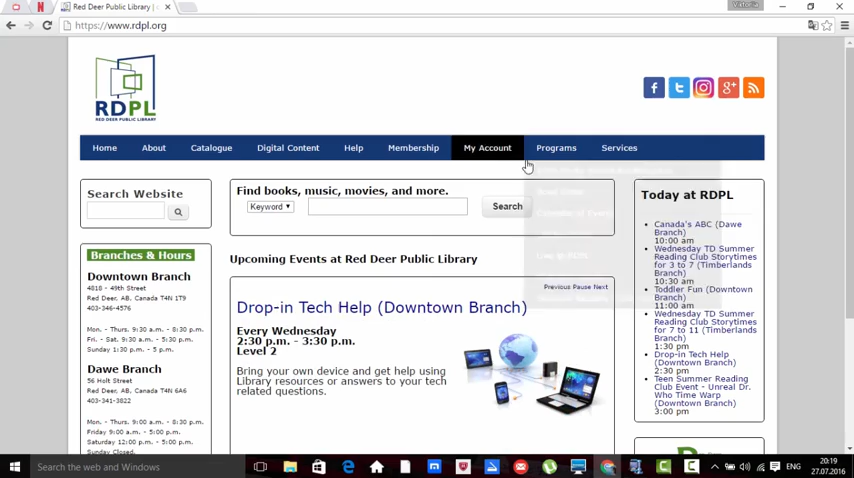 Red Deer Public Library |
Valoria
https://www.rdpl.org
RDPL
RED DEER PUBLIC LIBRARY
Home About Catalogue Digital Content Help Membership My Account Programs Services
Search Website
Find books, music, movies, and more.
Keyword Search
Today at RDPL
Canada's ABC (Dawe
Branch)
10:00 am
Wednesday TD Summer
Reading Club Storytimes
for 3 to 7 (Timberlands
Branch)
10:30 am
Toddler Fun (Downtown
Branch)
11:00 am
Wednesday TD Summer
Reading Club Storytimes
for 7 to 11 (Timberlands
Branch)
1:30 pm
Drop-in Tech Help
(Downtown Branch)
2:30 pm
Teen Summer Reading
Club Event - Unreal Dr.
Who Time Warp
(Downtown Branch)
3:00 pm
Branches & Hours
Downtown Branch
4818 - 49th Street
Red Deer, AB, Canada T4N 1T9
403-346-4576
Mon. - Thurs. 9:30 a.m. - 8:30 p.m.
Fri. - Sat. 9:30 a.m. - 5:30 p.m.
Sunday 1:30 p.m. - 5 p.m.
Dawe Branch
56 Holt Street
Red Deer, AB, Canada T4N 6A6
403-341-3822
Mon. - Thurs. 9:00 a.m. - 8:30 p.m.
Friday 9:00 a.m. - 5:00 p.m.
Saturday 12:00 p.m. - 5:00 p.m.
Sunday Closed.
Upcoming Events at Red Deer Public Library
Previous Pause Next
Drop-in Tech Help (Downtown Branch)
Every Wednesday
2:30 p.m. - 3:30 p.m.
Level 2
Bring your own device and get help using
Library resources or answers to your tech
related questions.
Search the web and Windows
ENG
20:19
27.07.2016